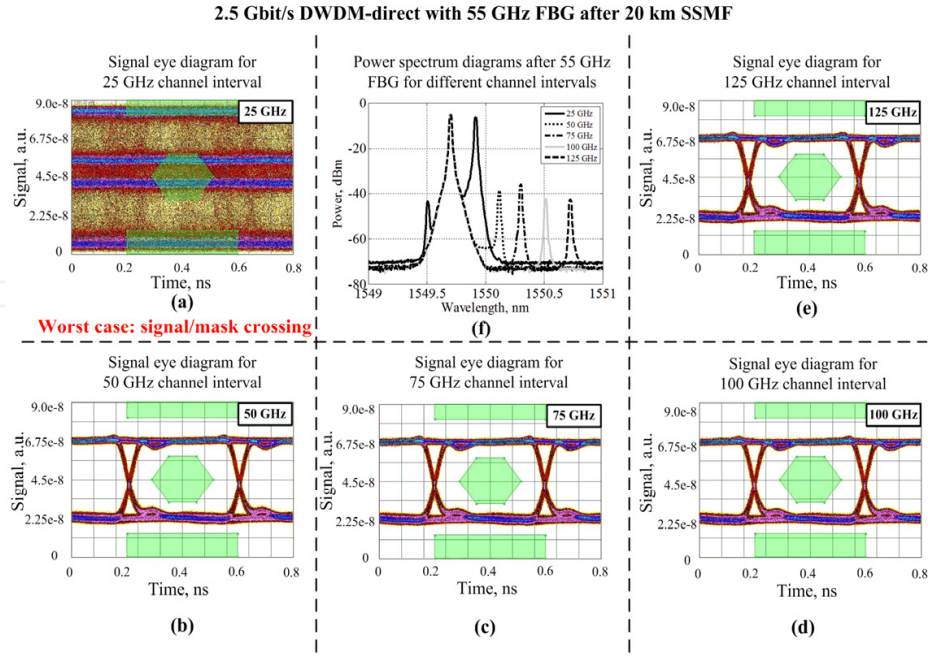 2.5 Gbit/s DWDM-direct with 55 GHz FBG after 20 km SSMF
Signal eye diagram for
25 GHz channel interval
25 GHz
Signal, a.u.
9.0e-8
6.75e-8
4.5e-8
2.25e-8
0
0 0.2 0.4 0.6 0.8
Time, ns
(a)
Worst case: signal/mask crossing
Power spectrum diagrams after 55 GHz
FBG for different channel intervals
25 GHz
50 GHz
75 GHz
100 GHz
125 GHz
Power, dBm
0
-20
-40
-60
-80
1549 1549.5 1550 1550.5 1551
Wavelength, nm
(f)
Signal eye diagram for
125 GHz channel interval
125 GHz
Signal, a.u.
9.0e-8
6.75e-8
4.5e-8
2.25e-8
0
0 0.2 0.4 0.6 0.8
Time, ns
(e)
Signal eye diagram for
50 GHz channel interval
50 GHz
Signal, a.u.
9.0e-8
6.75e-8
4.5e-8
2.25e-8
0
0 0.2 0.4 0.6 0.8
Time, ns
(b)
Signal eye diagram for
75 GHz channel interval
75 GHz
Signal, a.u.
9.0e-8
6.75e-8
4.5e-8
2.25e-8
0
0 0.2 0.4 0.6 0.8
Time, ns
(c)
Signal eye diagram for
100 GHz channel interval
100 GHz
Signal, a.u.
9.0e-8
6.75e-8
4.5e-8
2.25e-8
0
0 0.2 0.4 0.6 0.8
Time, ns
(d)